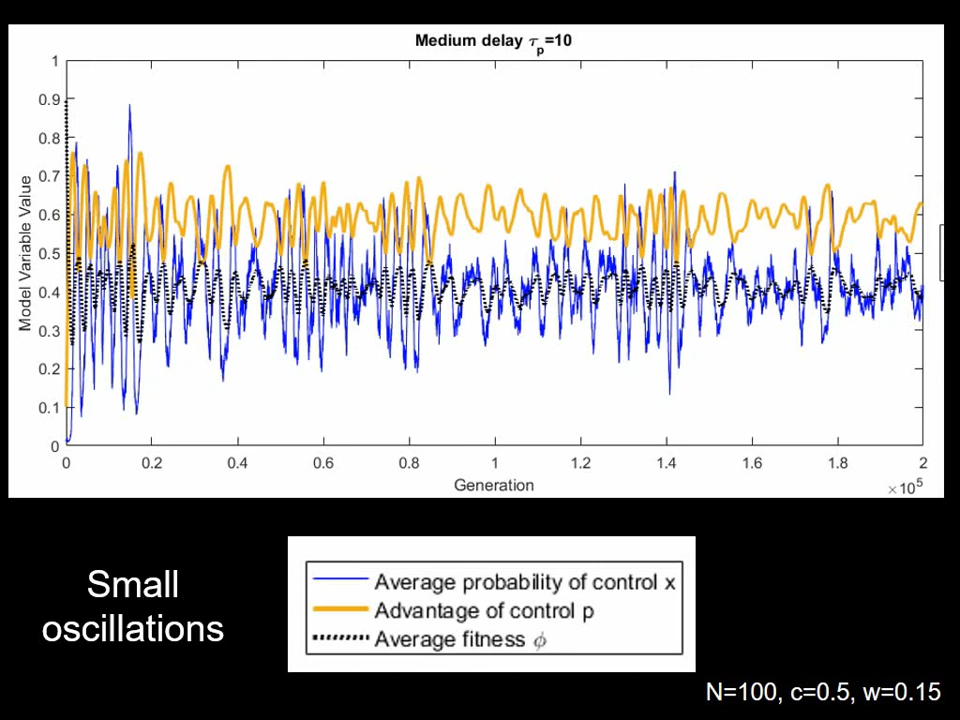 Medium delay τp=10
Model Variable Value
1
0.9
0.8
0.7
0.6
0.5
0.4
0.3
0.2
0.1
0
0 0.2 0.4 0.6 0.8 1 1.2 1.4 1.6 1.8 2
Generation
×10^5
Small
oscillations
Average probability of control x
Advantage of control p
Average fitness ϕ
N=100, c=0.5, w=0.15